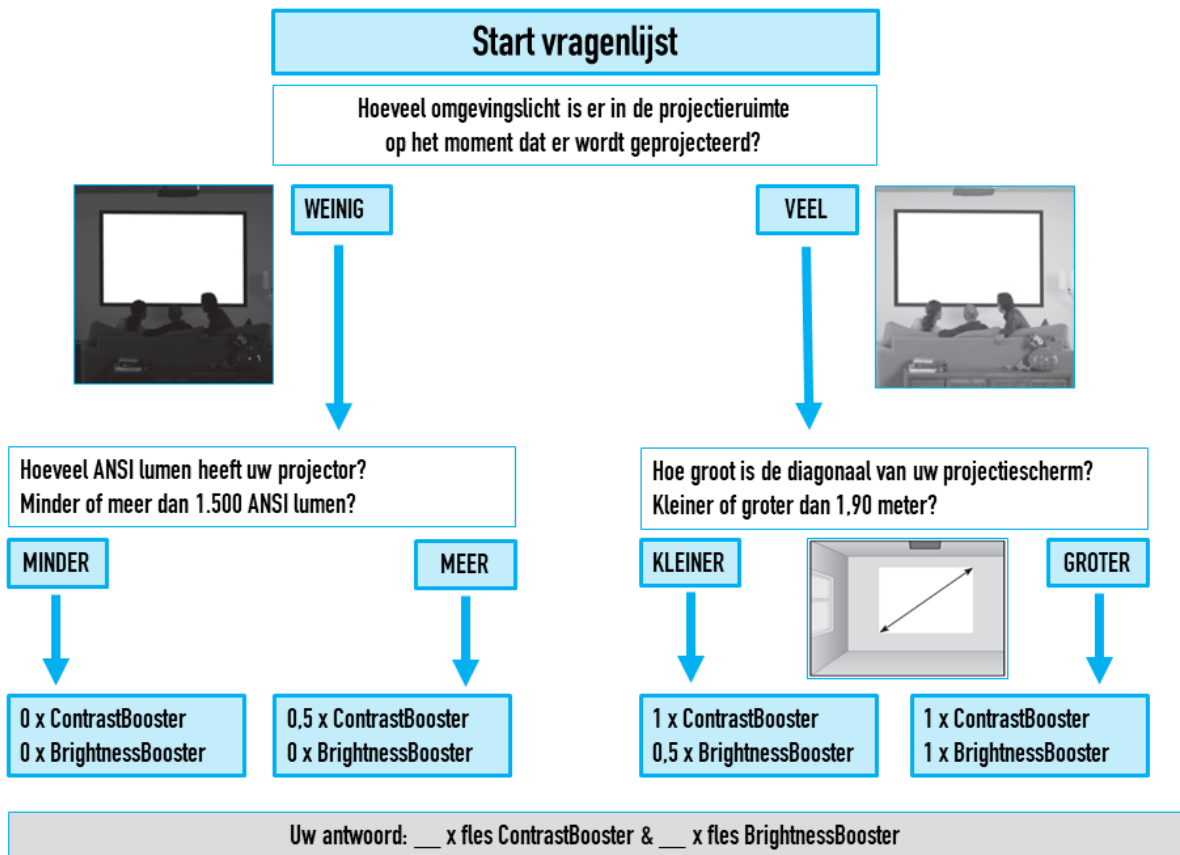 Start vragenlijst
Hoeveel omgevingslicht is er in de projectieruimte
op het moment dat er wordt geprojecteerd?
WEINIG
VEEL
Hoeveel ANSI lumen heeft uw projector?
Minder of meer dan 1.500 ANSI lumen?
MINDER
MEER
0 x ContrastBooster
0 x BrightnessBooster
0,5 x ContrastBooster
0 x BrightnessBooster
Hoe groot is de diagonaal van uw projectiescherm?
Kleiner of groter dan 1,90 meter?
KLEINER
GROTER
1 x ContrastBooster
0,5 x BrightnessBooster
1 x ContrastBooster
1 x BrightnessBooster
Uw antwoord: __ x fles ContrastBooster & __ x fles BrightnessBooster